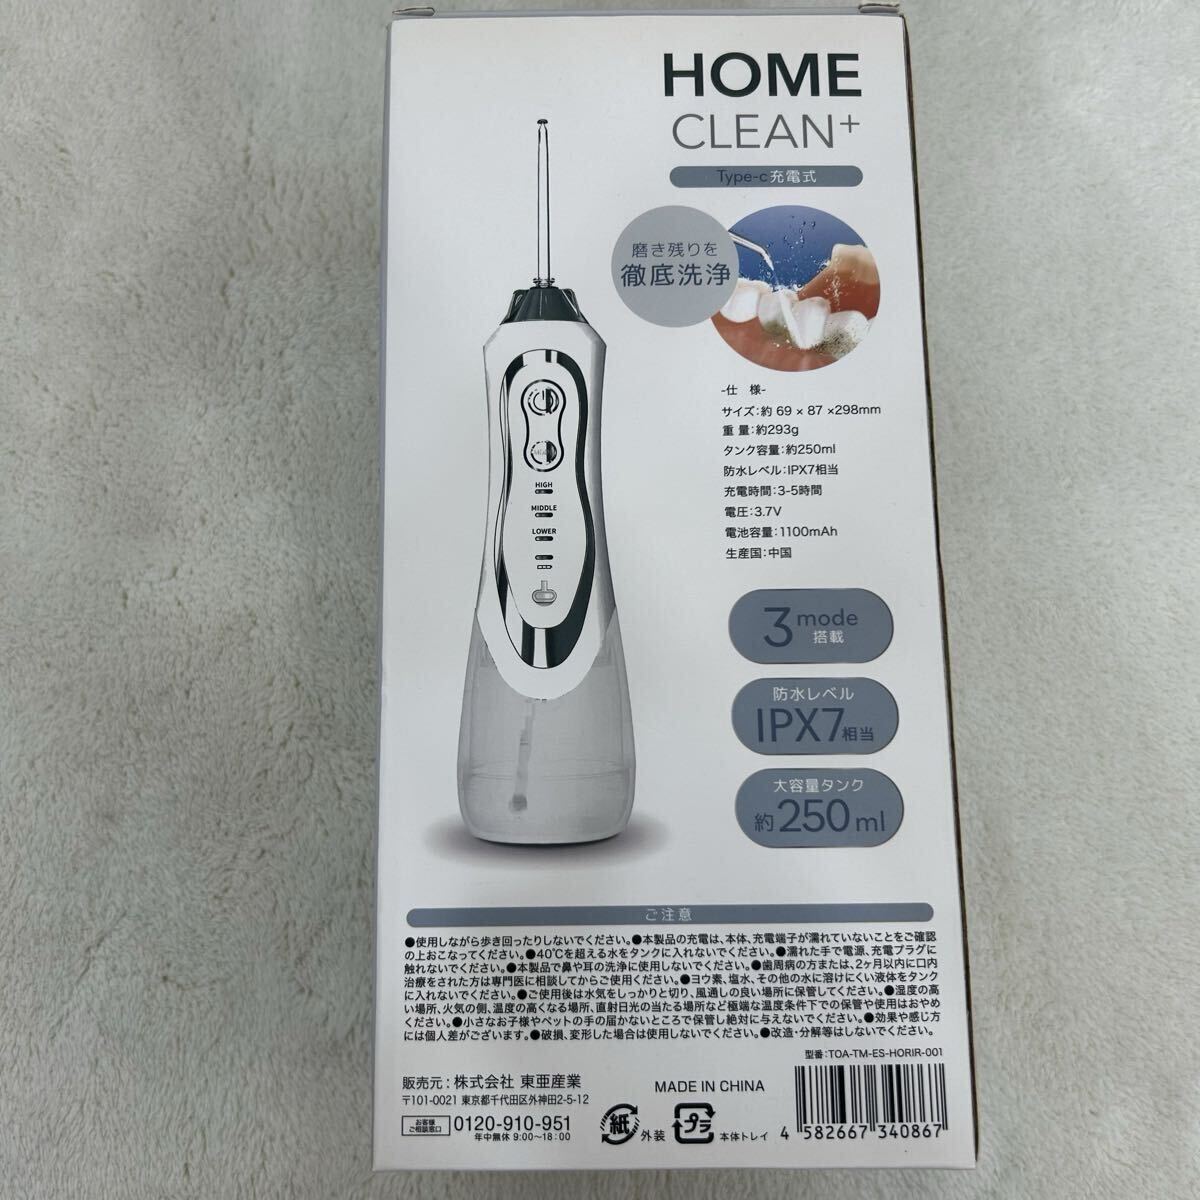 HOME
CLEAN+
Type-c充電式
磨き残りを
徹底洗浄
-仕 様-
サイズ:約 69 × 87 ×298mm
重 量:約293g
タンク容量:約250ml
防水レベル:IPX7相当
充電時間:3-5時間
電圧:3.7V
電池容量:1100mAh
生産国:中国
HIGH
MIDDLE
LOWER
3 mode
搭載
防水レベル
IPX7相当
大容量タンク
約250ml
ご注意
●使用しながら歩き回ったりしないでください。●本製品の充電は、本体、充電端子が濡れていないことをご確認
の上おこなってください。●40℃を超える水をタンクに入れないでください。●濡れた手で電源、充電プラグに
触れないでください。●本製品で鼻や耳の洗浄に使用しないでください。●歯周病の方または、2ヶ月以内に口内
治療をされた方は専門医に相談してからご使用ください。●ヨウ素、塩水、その他の水に溶けにくい液体をタンク
に入れないでください。●ご使用後は水気をしっかりと切り、風通しの良い場所に保管してください。●湿度の高
い場所、火気の側、温度の高くなる場所、直射日光の当たる場所など極端な温度条件下での保管や使用はおやめ
ください。●小さなお子様やペットの手の届かないところで保管し絶対に与えないでください。●効果や感じ方
には個人差がございます。●破損、変形した場合は使用しないでください。●改造・分解等はしないでください。
型番:TOA-TM-ES-HORIR-001
販売元:株式会社 東亜産業
〒101-0021 東京都千代田区外神田2-5-12
お客様
ご相談窓口
0120-910-951
年中無休 9:00~18:00
MADE IN CHINA
紙 外装
プラ 本体トレイ
4 582667 340867